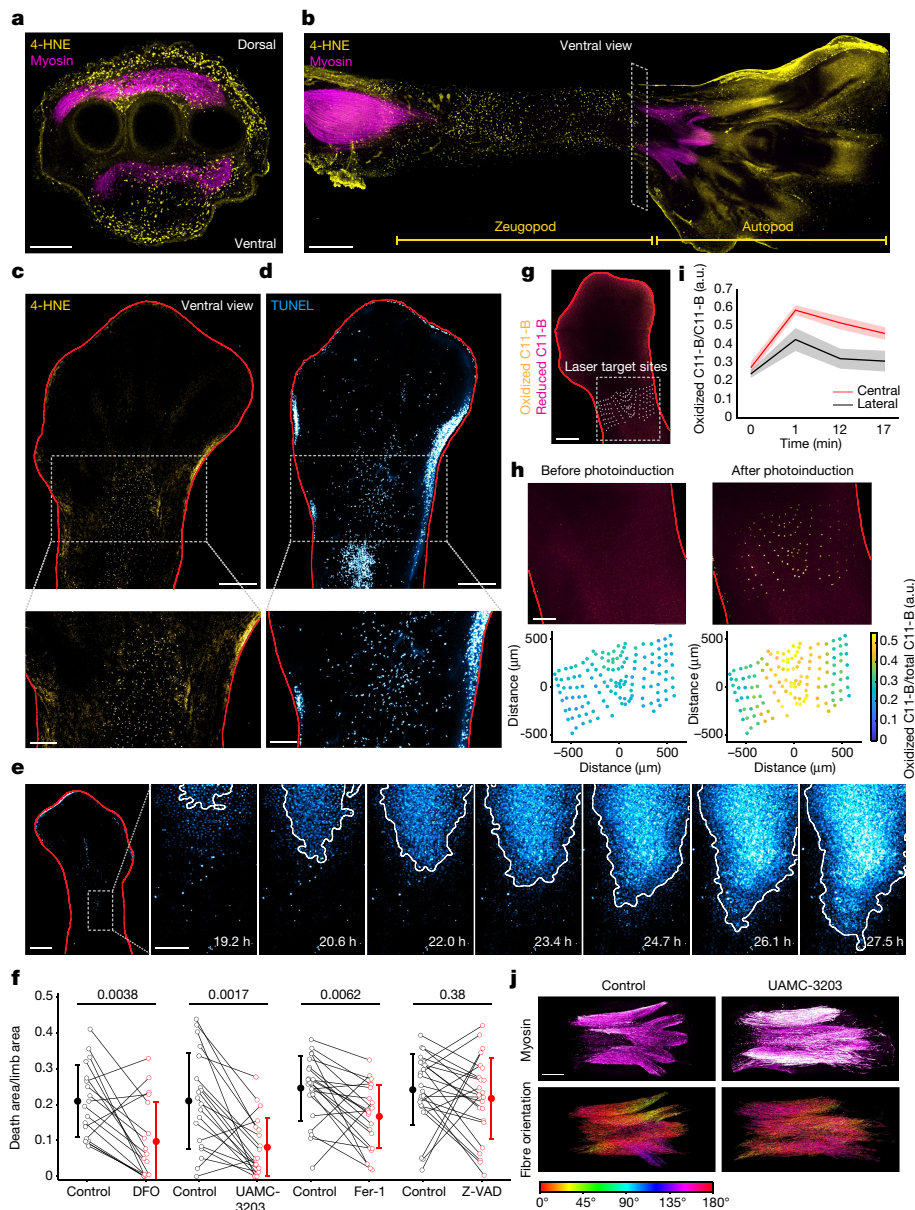 a
4-HNE
Myosin
Dorsal
Ventral
b
4-HNE
Myosin
Ventral view
Zeugopod
Autopod
c
4-HNE
Ventral view
d
TUNEL
g
Oxidized C11-B
Reduced C11-B
Laser target sites
i
Oxidized C11-B/C11-B (a.u.)
0.7
0.6
0.5
0.4
0.3
0.2
0.1
0
0 1 12 17
Time (min)
Central
Lateral
h
Before photoinduction
After photoinduction
Distance (μm)
500
0
−500
−500 0 500
Distance (μm)
Distance (μm)
500
0
−500
−500 0 500
Distance (μm)
0.5
0.4
0.3
0.2
0.1
0
Oxidized C11-B/total C11-B (a.u.)
e
19.2 h
20.6 h
22.0 h
23.4 h
24.7 h
26.1 h
27.5 h
f
Death area/limb area
0.5
0.4
0.3
0.2
0.1
0
0.0038
0.0017
0.0062
0.38
Control DFO Control UAMC-3203 Control Fer-1 Control Z-VAD
j
Control
UAMC-3203
Myosin
Fibre orientation
0° 45° 90° 135° 180°